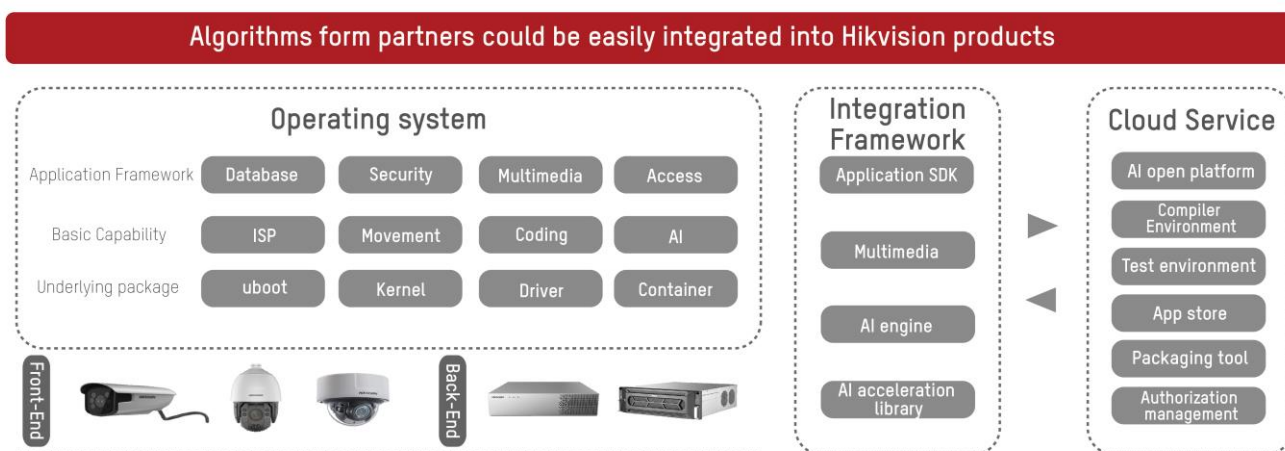 Algorithms form partners could be easily integrated into Hikvision products
Operating system
Application Framework
Database
Security
Multimedia
Access
Basic Capability
ISP
Movement
Coding
AI
Underlying package
uboot
Kernel
Driver
Container
Front-End
Back-End
Integration
Framework
Application SDK
Multimedia
AI engine
AI acceleration
library
Cloud Service
AI open platform
Compiler
Environment
Test environment
App store
Packaging tool
Authorization
management